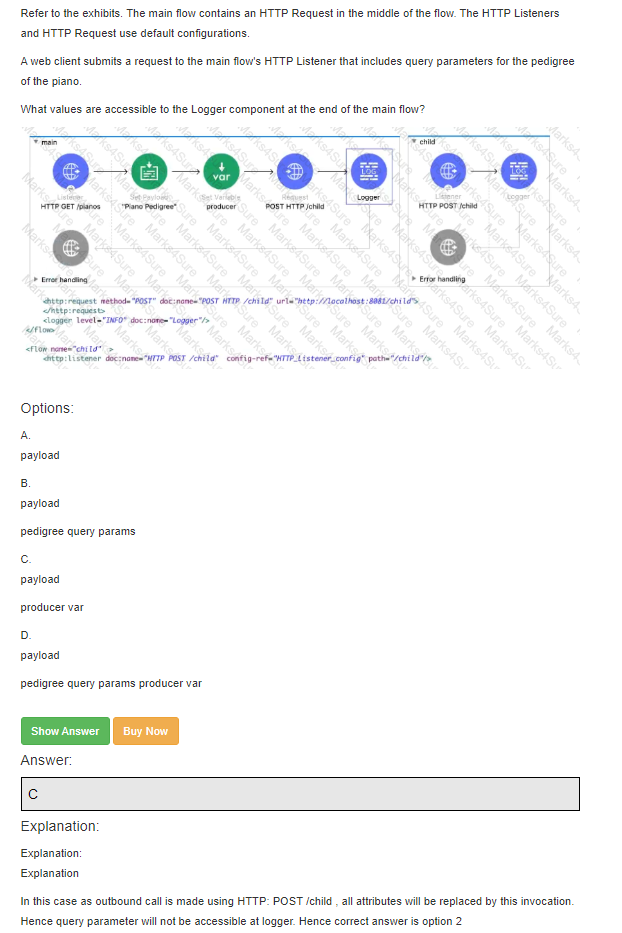 Refer to the exhibits. The main flow contains an HTTP Request in the middle of the flow. The HTTP Listeners
and HTTP Request use default configurations.
A web client submits a request to the main flow's HTTP Listener that includes query parameters for the pedigree
of the piano.
What values are accessible to the Logger component at the end of the main flow?
main
child
LOG
var
LOG
Listener
Set Payload
Set Variable
Request
Logger
Listener
Logger
HTTP GET /pianos
"Piano Pedigree"
producer
POST HTTP /child
HTTP POST /child
Error handling
Error handling
<http:request method="POST" doc:name="POST HTTP /child" url="http://localhost:8081/child">
</http:request>
<logger level="INFO" doc:name="Logger"/>
</flow>
<flow name="child" >
<http:listener doc:name="HTTP POST /child" config-ref="HTTP_Listener_config" path="/child"/>
Options:
A.
payload
B.
payload
pedigree query params
C.
payload
producer var
D.
payload
pedigree query params producer var
Show Answer
Buy Now
Answer:
C
Explanation:
Explanation:
Explanation
In this case as outbound call is made using HTTP: POST /child , all attributes will be replaced by this invocation.
Hence query parameter will not be accessible at logger. Hence correct answer is option 2